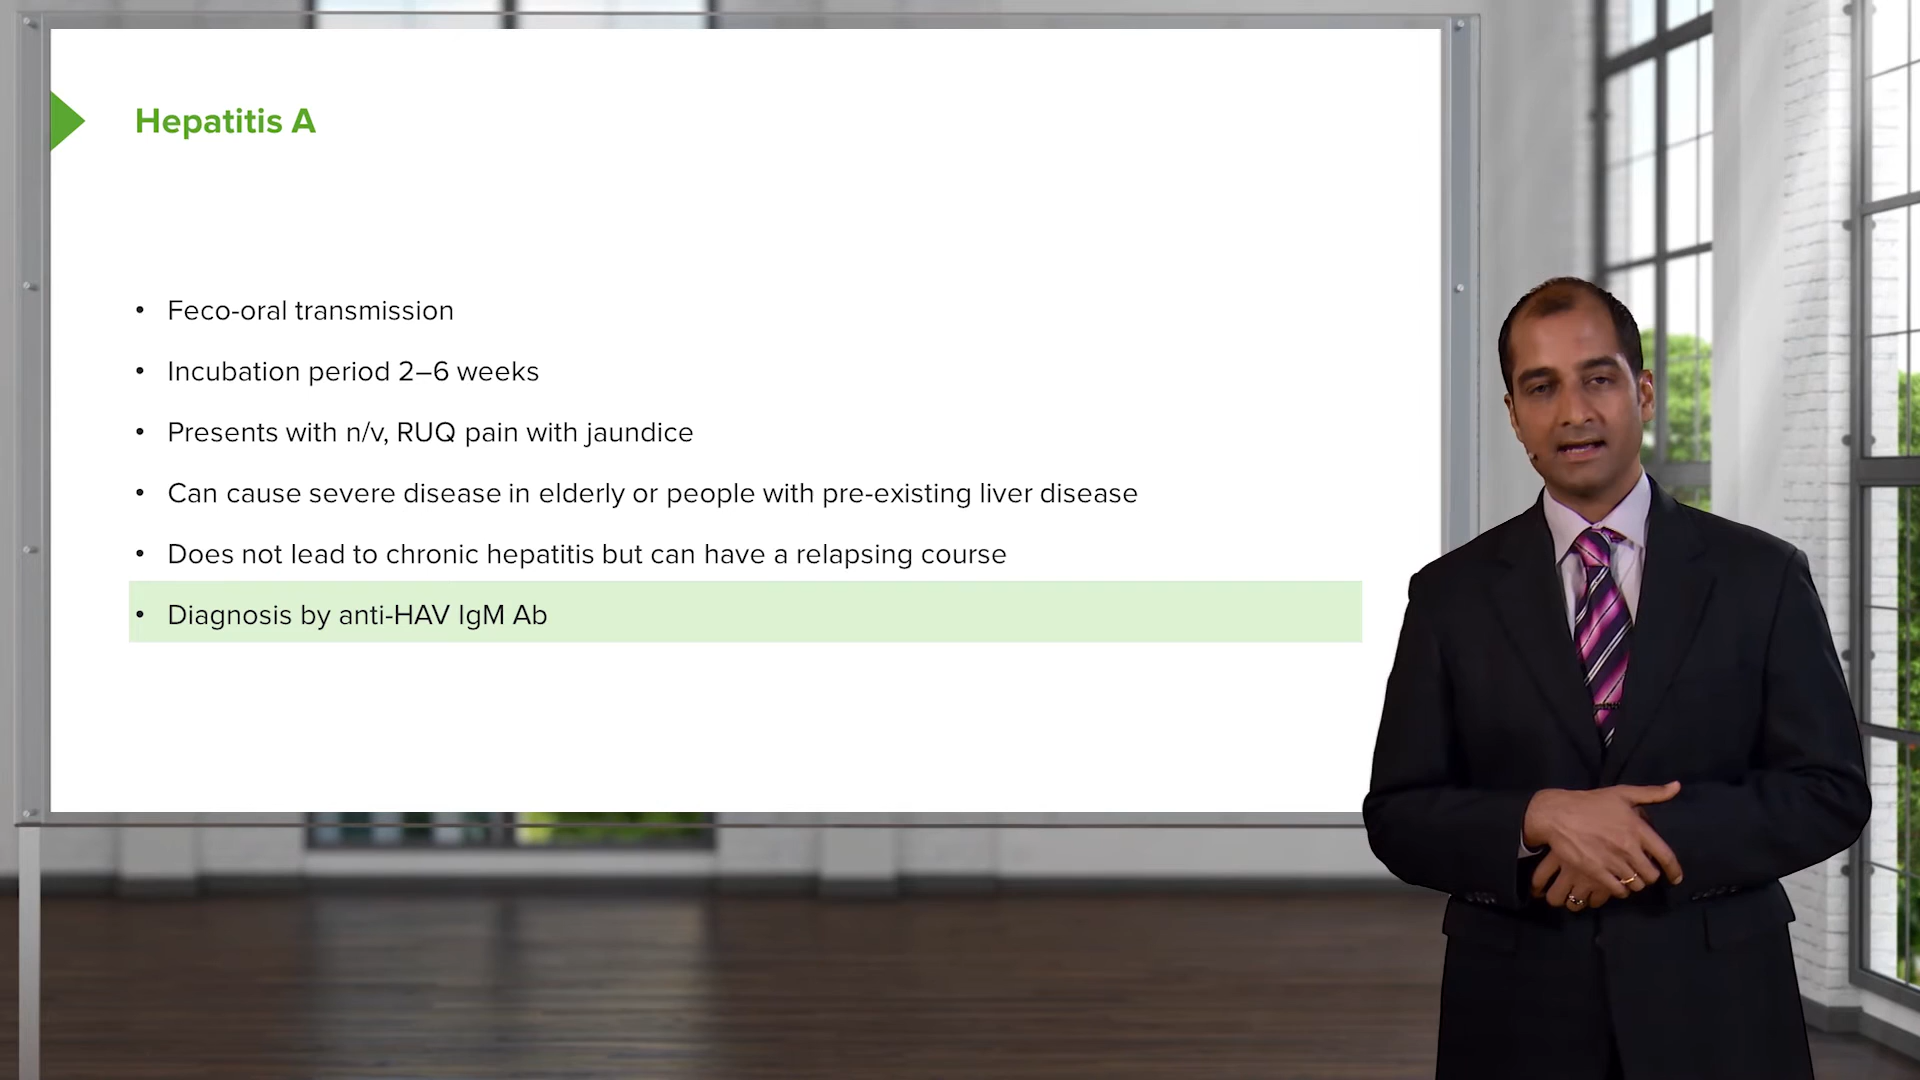 Hepatitis A
• Feco-oral transmission
• Incubation period 2–6 weeks
• Presents with n/v, RUQ pain with jaundice
• Can cause severe disease in elderly or people with pre-existing liver disease
• Does not lead to chronic hepatitis but can have a relapsing course
• Diagnosis by anti-HAV IgM Ab